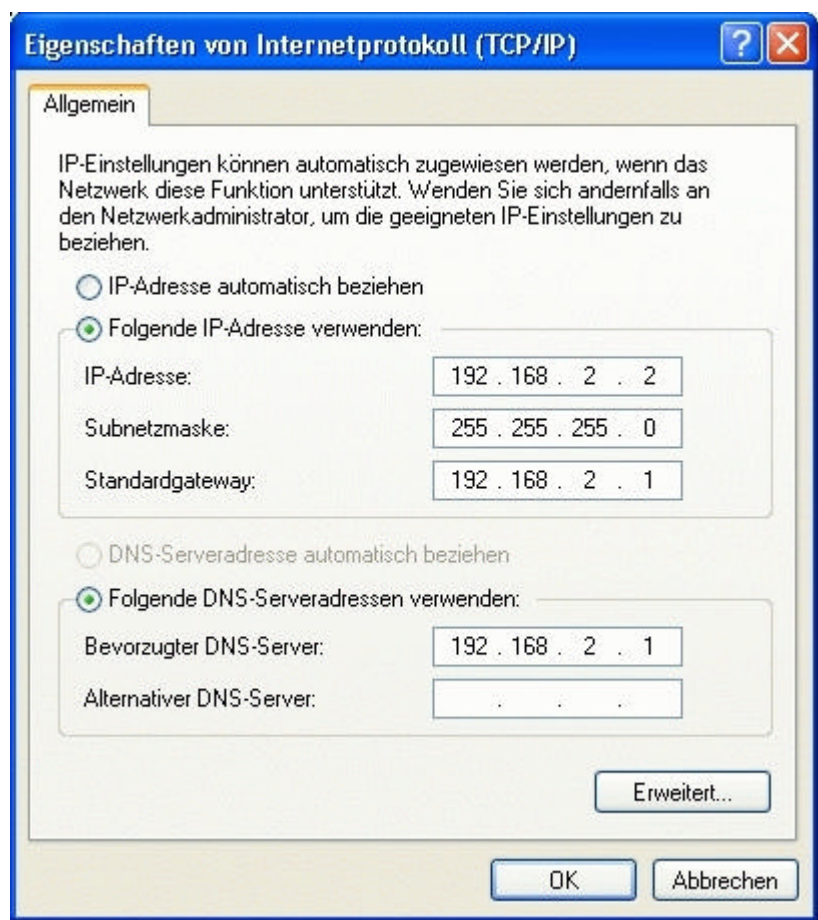 Eigenschaften von Internetprotokoll (TCP/IP)
Allgemein
IP-Einstellungen können automatisch zugewiesen werden, wenn das
Netzwerk diese Funktion unterstützt. Wenden Sie sich andernfalls an
den Netzwerkadministrator, um die geeigneten IP-Einstellungen zu
beziehen.
IP-Adresse automatisch beziehen
Folgende IP-Adresse verwenden:
IP-Adresse: 192 . 168 . 2 . 2
Subnetzmaske: 255 . 255 . 255 . 0
Standardgateway: 192 . 168 . 2 . 1
DNS-Serveradresse automatisch beziehen
Folgende DNS-Serveradressen verwenden:
Bevorzugter DNS-Server: 192 . 168 . 2 . 1
Alternativer DNS-Server: . . .
Erweitert...
OK Abbrechen